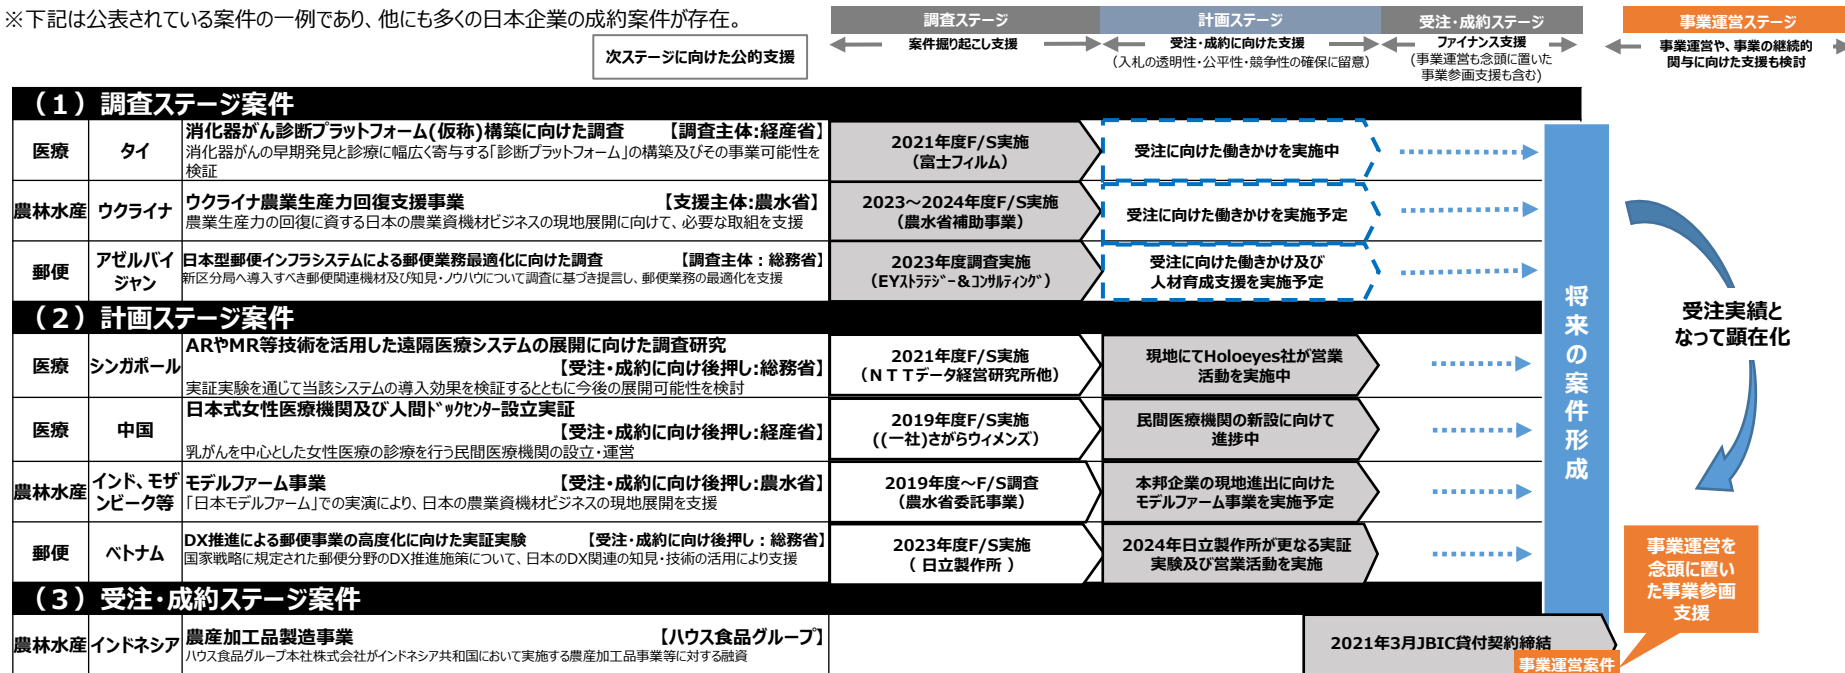 ※下記は公表されている案件の一例であり、他にも多くの日本企業の成約案件が存在。
次ステージに向けた公的支援
調査ステージ
案件掘り起こし支援
計画ステージ
受注・成約に向けた支援
(入札の透明性・公平性・競争性の確保に留意)
受注・成約ステージ
ファイナンス支援
(事業運営も念頭に置いた
事業参画支援も含む)
事業運営ステージ
事業運営や、事業の継続的
関与に向けた支援も検討
（１）調査ステージ案件
医療
タイ
消化器がん診断プラットフォーム(仮称)構築に向けた調査 【調査主体:経産省】
消化器がんの早期発見と診療に幅広く寄与する「診断プラットフォーム」の構築及びその事業可能性を
検証
2021年度F/S実施
(富士フィルム)
受注に向けた働きかけを実施中
農林水産
ウクライナ
ウクライナ農業生産力回復支援事業 【支援主体:農水省】
農業生産力の回復に資する日本の農業資機材ビジネスの現地展開に向けて、必要な取組を支援
2023～2024年度F/S実施
(農水省補助事業)
受注に向けた働きかけを実施予定
郵便
アゼルバイ
ジャン
日本型郵便インフラシステムによる郵便業務最適化に向けた調査 【調査主体：総務省】
新区分局へ導入すべき郵便関連機材及び知見・ノウハウについて調査に基づき提言し、郵便業務の最適化を支援
2023年度調査実施
(EYｽﾄﾗﾃｼﾞｰ&ｺﾝｻﾙﾃｨﾝｸﾞ)
受注に向けた働きかけ及び
人材育成支援を実施予定
（２）計画ステージ案件
医療
シンガポール
ARやMR等技術を活用した遠隔医療システムの展開に向けた調査研究
【受注・成約に向け後押し:総務省】
実証実験を通じて当該システムの導入効果を検証するとともに今後の展開可能性を検討
2021年度F/S実施
(ＮＴＴデータ経営研究所他)
現地にてHoloeyes社が営業
活動を実施中
医療
中国
日本式女性医療機関及び人間ﾄﾞｯｸｾﾝﾀｰ設立実証
【受注・成約に向け後押し:経産省】
乳がんを中心とした女性医療の診療を行う民間医療機関の設立・運営
2019年度F/S実施
((一社)さがらウィメンズ)
民間医療機関の新設に向けて
進捗中
農林水産
インド、モザ
ンビーク等
モデルファーム事業 【受注・成約に向け後押し:農水省】
「日本モデルファーム」での実演により、日本の農業資機材ビジネスの現地展開を支援
2019年度～F/S調査
(農水省委託事業)
本邦企業の現地進出に向けた
モデルファーム事業を実施予定
郵便
ベトナム
DX推進による郵便事業の高度化に向けた実証実験 【受注・成約に向け後押し：総務省】
国家戦略に規定された郵便分野のDX推進施策について、日本のDX関連の知見・技術の活用により支援
2023年度F/S実施
( 日立製作所 )
2024年日立製作所が更なる実証
実験及び営業活動を実施
（３）受注・成約ステージ案件
農林水産
インドネシア
農産加工品製造事業 【ハウス食品グループ】
ハウス食品グループ本社株式会社がインドネシア共和国において実施する農産加工品事業等に対する融資
2021年3月JBIC貸付契約締結
事業運営案件
将来の案件形成
受注実績と
なって顕在化
事業運営を
念頭に置い
た事業参画
支援